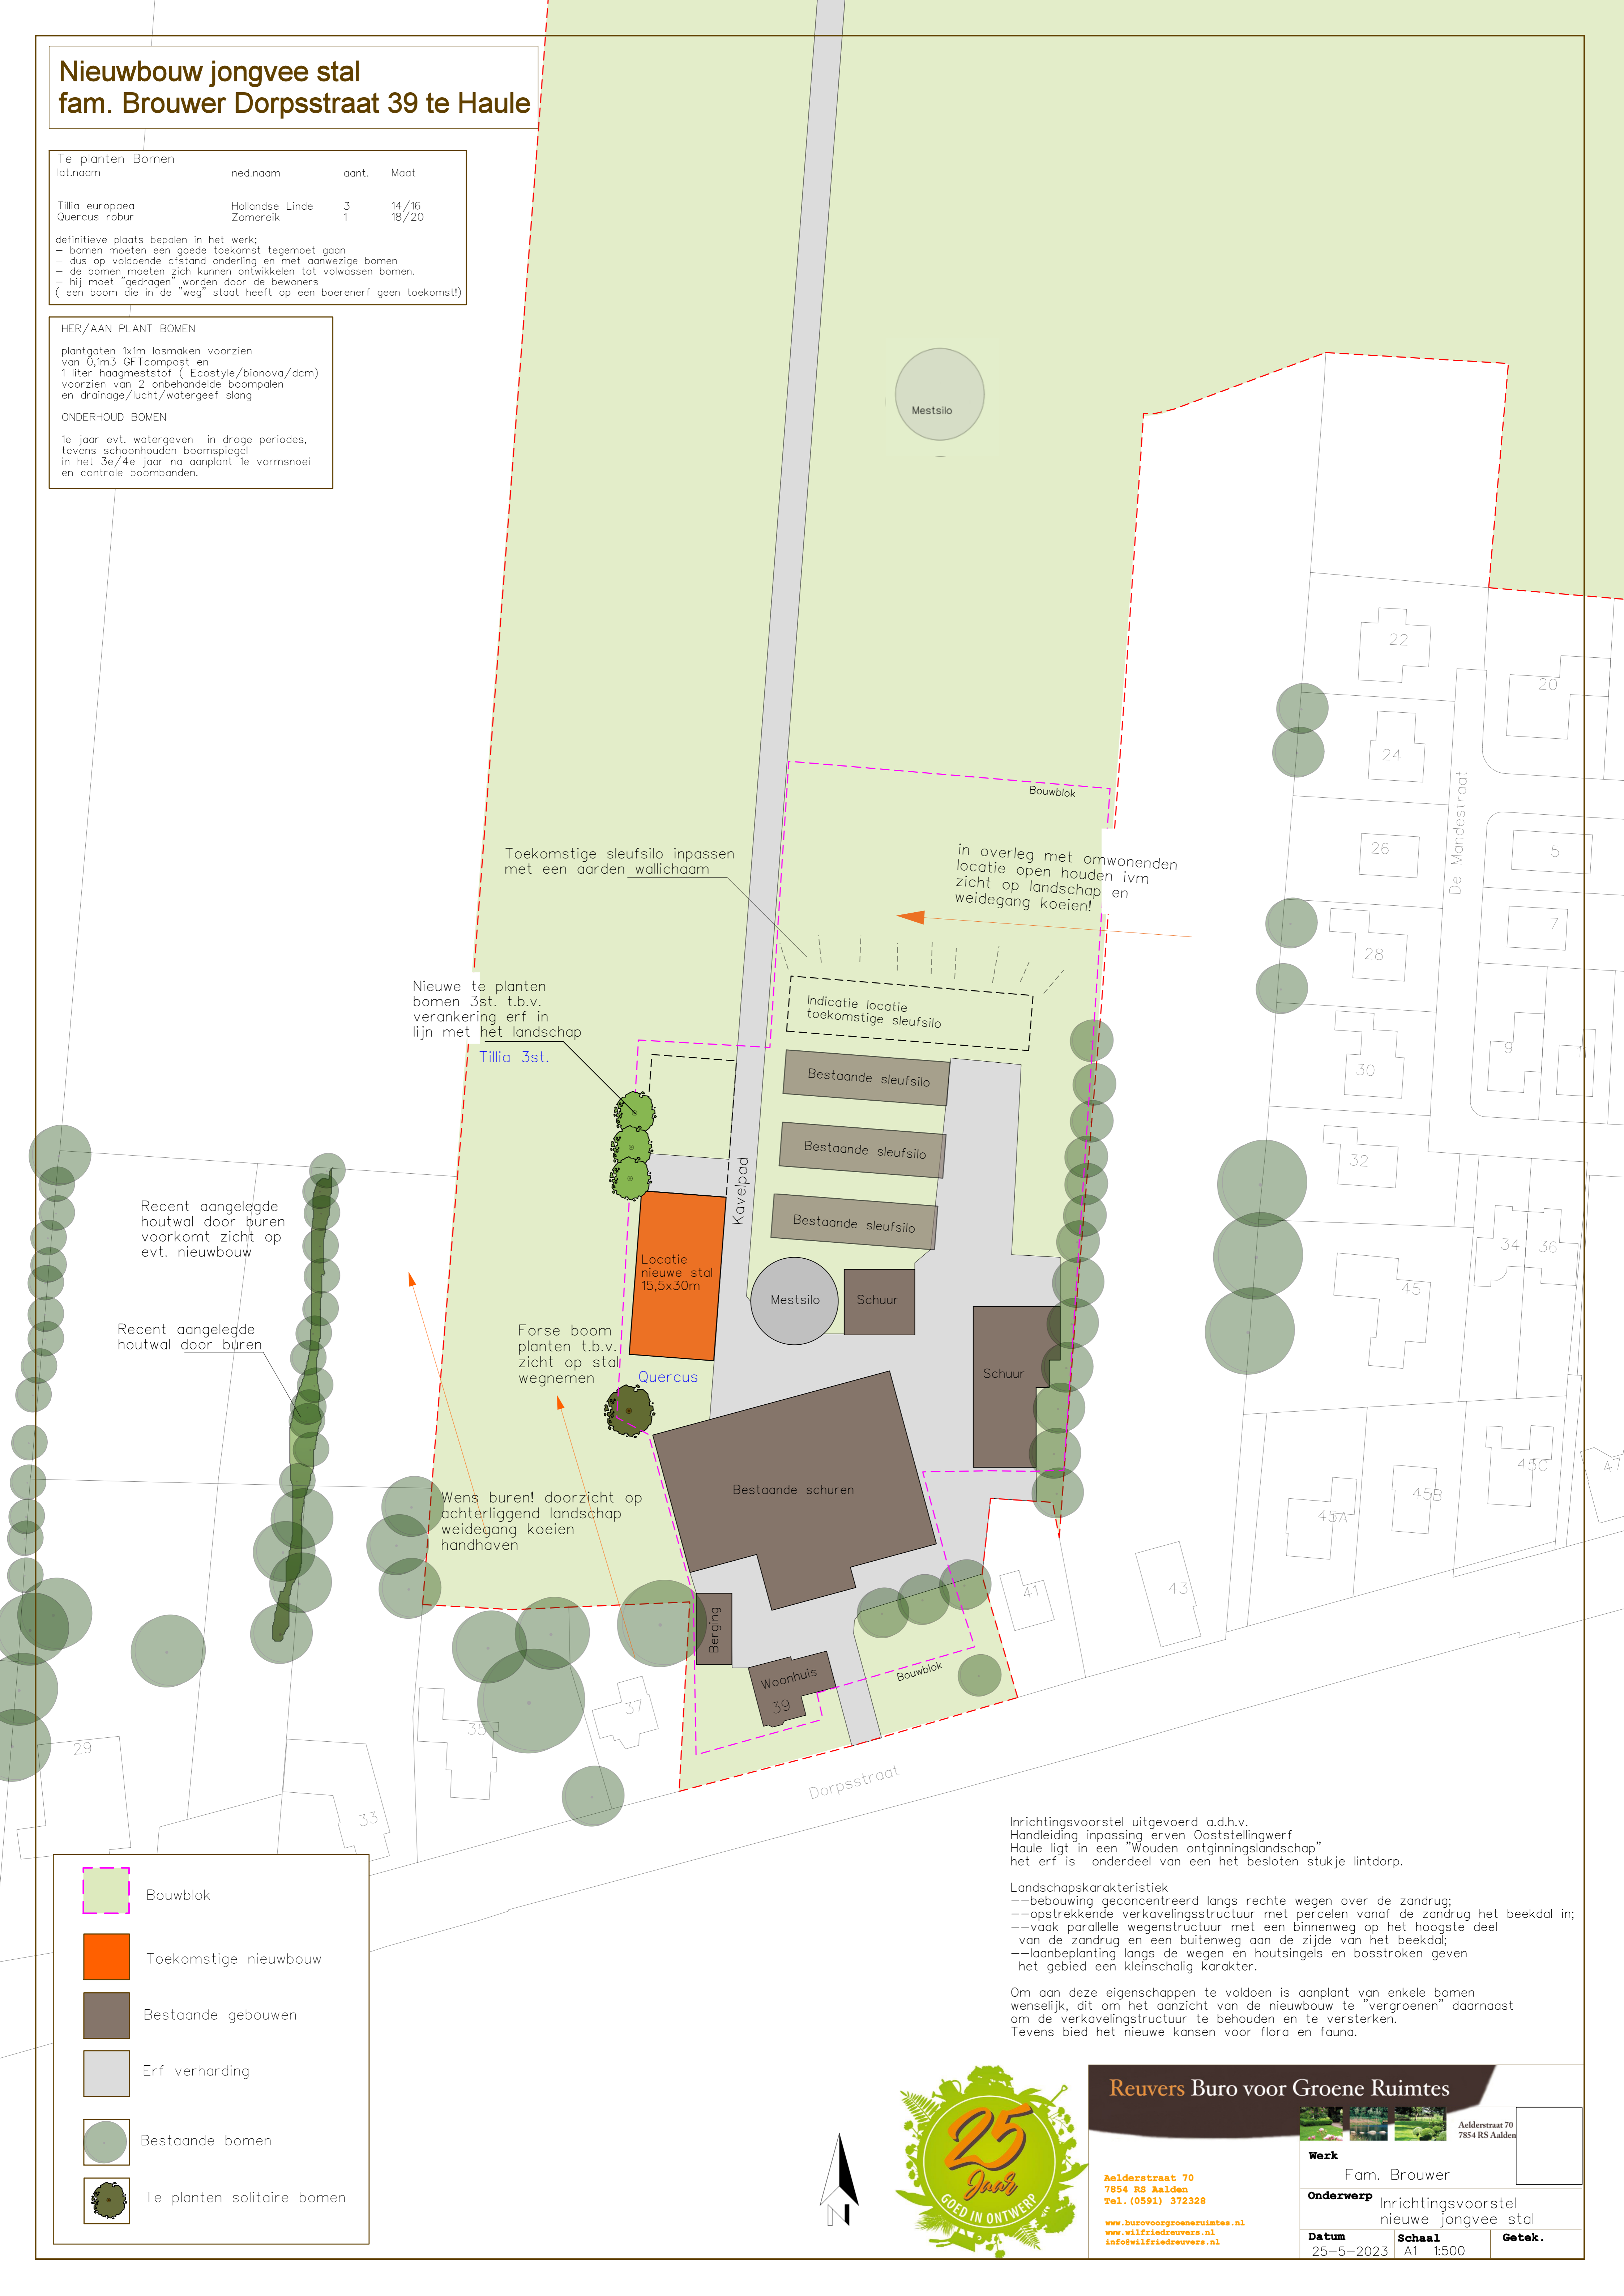 Nieuwbouw jongvee stal
fam. Brouwer Dorpsstraat 39 te Haule
Te planten Bomen
lat.naam ned.naam aant. Maat
Tillia europaea Hollandse Linde 3 14/16
Quercus robur Zomereik 1 18/20
definitieve plaats bepalen in het werk;
- bomen moeten een goede toekomst tegemoet gaan
- dus op voldoende afstand onderling en met aanwezige bomen
- de bomen moeten zich kunnen ontwikkelen tot volwassen bomen.
- hij moet "gedragen" worden door de bewoners
( een boom die in de "weg" staat heeft op een boerenerf geen toekomst!)
HER/AAN PLANT BOMEN
plantgaten 1x1m losmaken voorzien
van 0,1m3 GFTcompost en
1 liter haagmeststof ( Ecostyle/bionova/dcm)
voorzien van 2 onbehandelde boompalen
en drainage/lucht/watergeef slang
ONDERHOUD BOMEN
1e jaar evt. watergeven in droge periodes,
tevens schoonhouden boomspiegel
in het 3e/4e jaar na aanplant 1e vormsnoei
en controle boombanden.
Mestsilo
22
20
24
De Mandestraat
26
5
28
7
30
9
11
32
34
36
45
45A
45B
45C
47
Bouwblok
Toekomstige sleufsilo inpassen
met een aarden wallichaam
in overleg met omwonenden
locatie open houden ivm
zicht op landschap en
weidegang koeien!
Nieuwe te planten
bomen 3st. t.b.v.
verankering erf in
lijn met het landschap
Tillia 3st.
Indicatie locatie
toekomstige sleufsilo
Bestaande sleufsilo
Bestaande sleufsilo
Bestaande sleufsilo
Kavelpad
Recent aangelegde
houtwal door buren
voorkomt zicht op
evt. nieuwbouw
Recent aangelegde
houtwal door buren
Locatie
nieuwe stal
15,5x30m
Mestsilo
Schuur
Schuur
Forse boom
planten t.b.v.
zicht op stal
wegnemen
Quercus
Bestaande schuren
Wens buren! doorzicht op
achterliggend landschap
weidegang koeien
handhaven
Berging
Woonhuis
39
Bouwblok
41
43
37
35
33
29
Dorpsstraat
Inrichtingsvoorstel uitgevoerd a.d.h.v.
Handleiding inpassing erven Ooststellingwerf
Haule ligt in een "Wouden ontginningslandschap"
het erf is onderdeel van een het besloten stukje lintdorp.
Landschapskarakteristiek
--bebouwing geconcentreerd langs rechte wegen over de zandrug;
--opstrekkende verkavelingsstructuur met percelen vanaf de zandrug het beekdal in;
--vaak parallelle wegenstructuur met een binnenweg op het hoogste deel
van de zandrug en een buitenweg aan de zijde van het beekdal;
--laanbeplanting langs de wegen en houtsingels en bosstroken geven
het gebied een kleinschalig karakter.
Om aan deze eigenschappen te voldoen is aanplant van enkele bomen
wenselijk, dit om het aanzicht van de nieuwbouw te "vergroenen" daarnaast
om de verkavelingstructuur te behouden en te versterken.
Tevens bied het nieuwe kansen voor flora en fauna.
Bouwblok
Toekomstige nieuwbouw
Bestaande gebouwen
Erf verharding
Bestaande bomen
Te planten solitaire bomen
N
25
Jaar
GOED IN ONTWERP
Reuvers Buro voor Groene Ruimtes
Aelderstraat 70
7854 RS Aalden
Aelderstraat 70
7854 RS Aalden
Tel.(0591) 372328
www.burovoorgroeneruimtes.nl
www.wilfriedreuvers.nl
info@wilfriedreuvers.nl
Werk
Fam. Brouwer
Onderwerp
Inrichtingsvoorstel
nieuwe jongvee stal
Datum
25-5-2023
Schaal
A1 1:500
Getek.